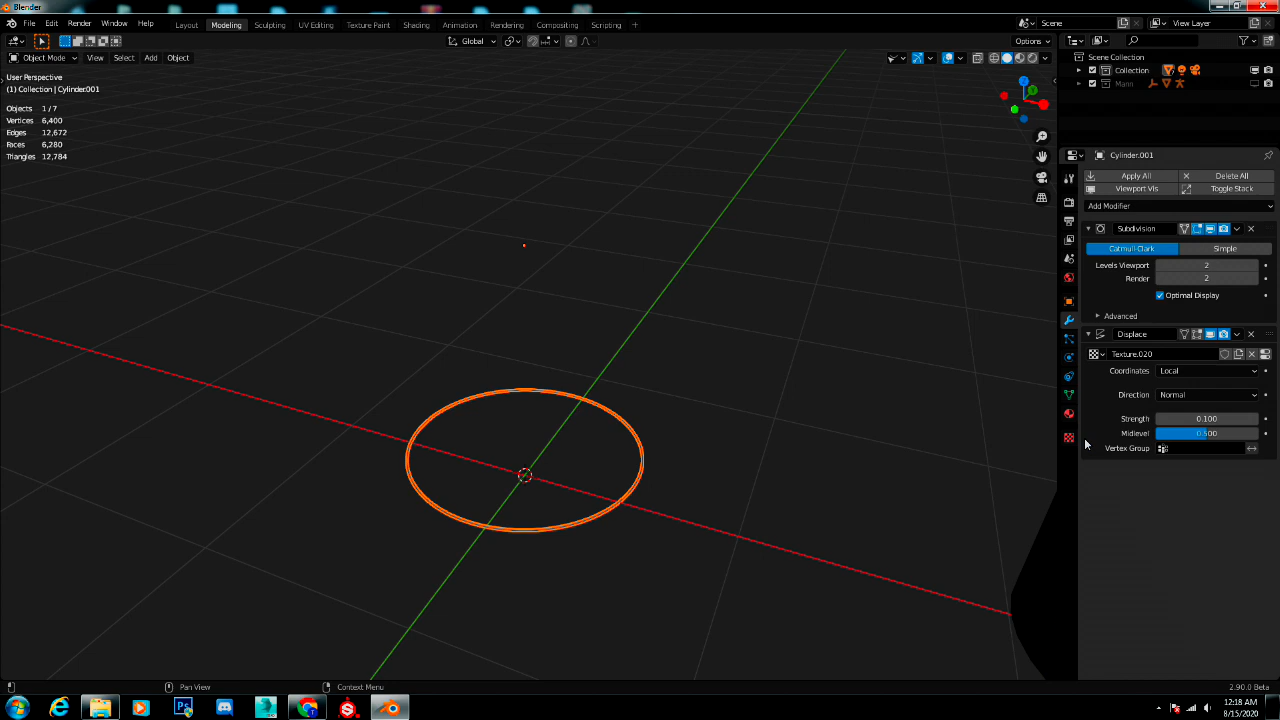 Blender
File Edit Render Window Help Layout Modeling Sculpting UV Editing Texture Paint Shading Animation Rendering Compositing Scripting + Scene View Layer
Global Options
Object Mode View Select Add Object
User Perspective
(1) Collection | Cylinder.001
Objects 1 / 7
Vertices 6,400
Edges 12,672
Faces 6,280
Triangles 12,784
Scene Collection
Collection
Mann
Cylinder.001
Apply All Delete All
Viewport Vis Toggle Stack
Add Modifier
Subdivision
Catmull-Clark Simple
Levels Viewport 2
Render 2
Optimal Display
Advanced
Displace
Texture.020
Coordinates Local
Direction Normal
Strength 0.100
Midlevel 0.500
Vertex Group
Pan View Context Menu 2.90.0 Beta
12:18 AM
8/15/2020